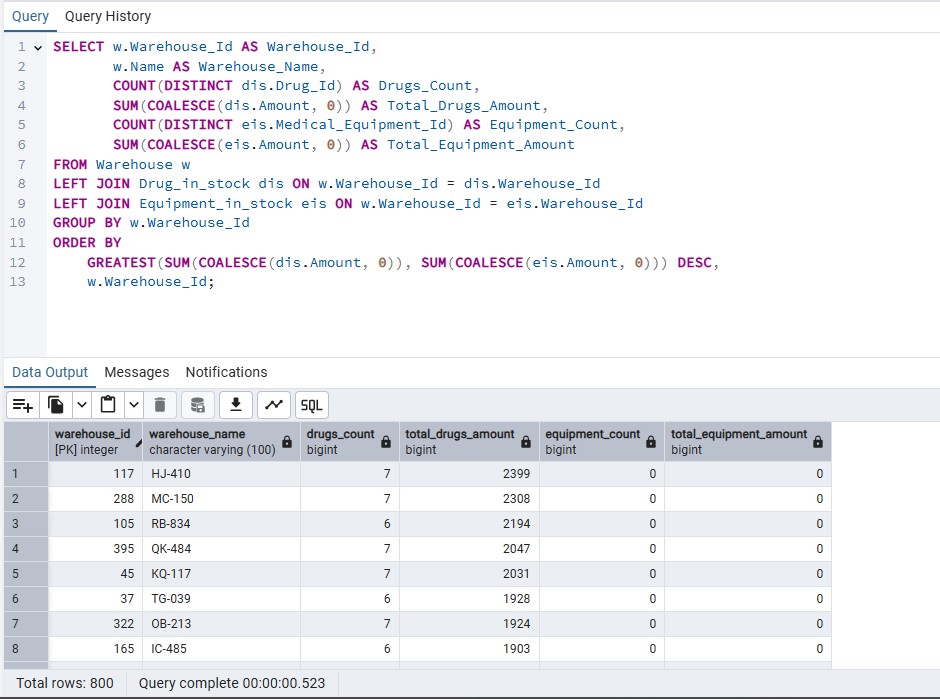 Query Query History
1 SELECT w.Warehouse_Id AS Warehouse_Id,
2 w.Name AS Warehouse_Name,
3 COUNT(DISTINCT dis.Drug_Id) AS Drugs_Count,
4 SUM(COALESCE(dis.Amount, 0)) AS Total_Drugs_Amount,
5 COUNT(DISTINCT eis.Medical_Equipment_Id) AS Equipment_Count,
6 SUM(COALESCE(eis.Amount, 0)) AS Total_Equipment_Amount
7 FROM Warehouse w
8 LEFT JOIN Drug_in_stock dis ON w.Warehouse_Id = dis.Warehouse_Id
9 LEFT JOIN Equipment_in_stock eis ON w.Warehouse_Id = eis.Warehouse_Id
10 GROUP BY w.Warehouse_Id
11 ORDER BY
12 GREATEST(SUM(COALESCE(dis.Amount, 0)), SUM(COALESCE(eis.Amount, 0))) DESC,
13 w.Warehouse_Id;
Data Output Messages Notifications
SQL
warehouse_id warehouse_name drugs_count total_drugs_amount equipment_count total_equipment_amount
[PK] integer character varying (100) bigint bigint bigint bigint
1 117 HJ-410 7 2399 0 0
2 288 MC-150 7 2308 0 0
3 105 RB-834 6 2194 0 0
4 395 QK-484 7 2047 0 0
5 45 KQ-117 7 2031 0 0
6 37 TG-039 6 1928 0 0
7 322 OB-213 7 1924 0 0
8 165 IC-485 6 1903 0 0
Total rows: 800 Query complete 00:00:00.523